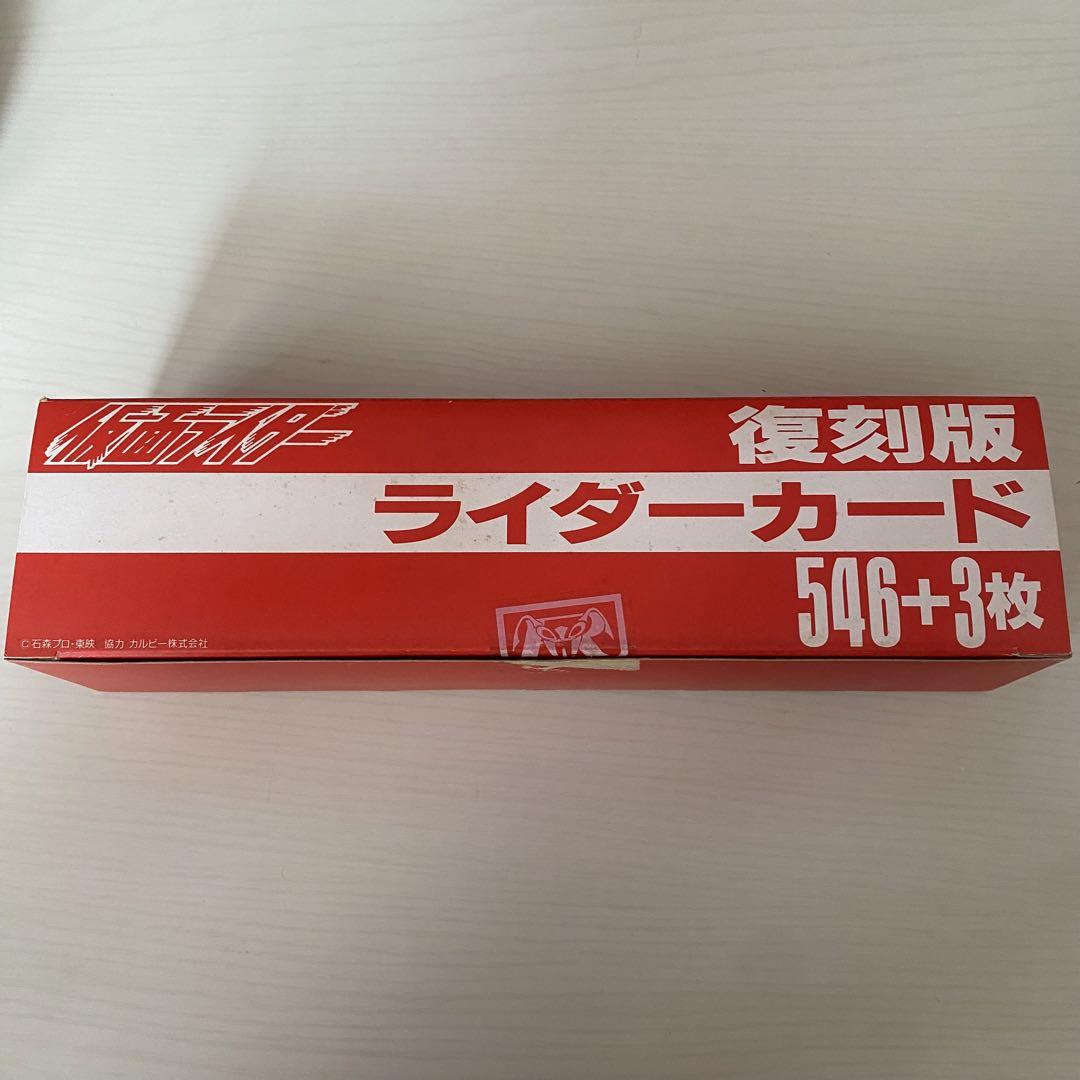 仮面ライダー
復刻版
ライダーカード
546+3枚
©石森プロ・東映 協力 カルビー株式会社